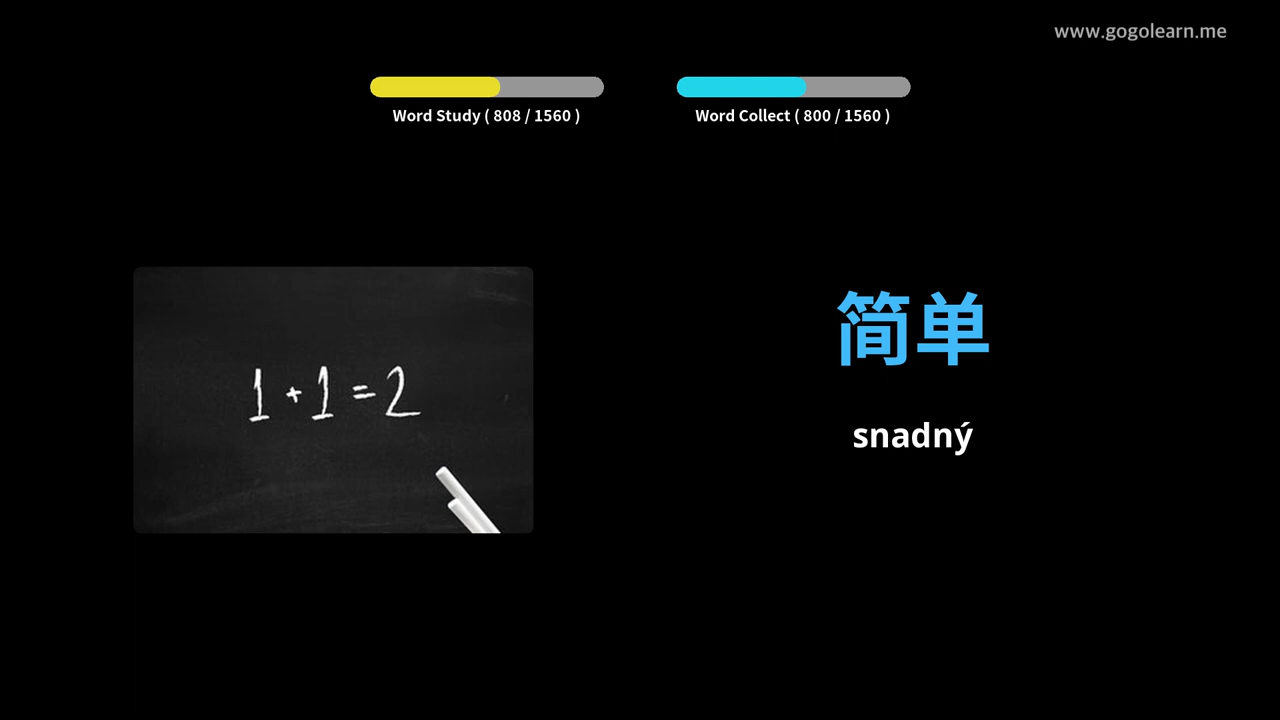 www.gogolearn.me
Word Study ( 808 / 1560 )
Word Collect ( 800 / 1560 )
1 + 1 = 2
简单
snadný